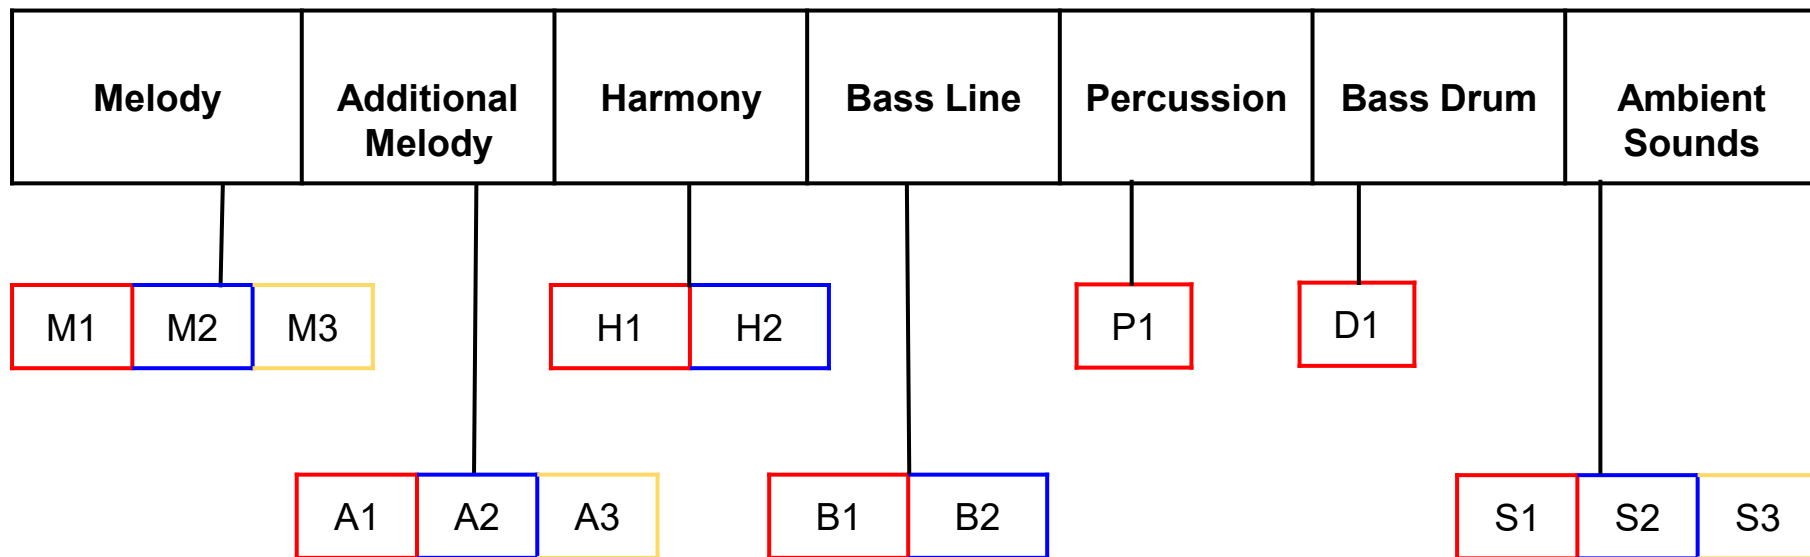 Melody
Additional
Melody
Harmony
Bass Line
Percussion
Bass Drum
Ambient
Sounds
M1 M2 M3
H1 H2
P1
D1
A1 A2 A3
B1 B2
S1 S2 S3